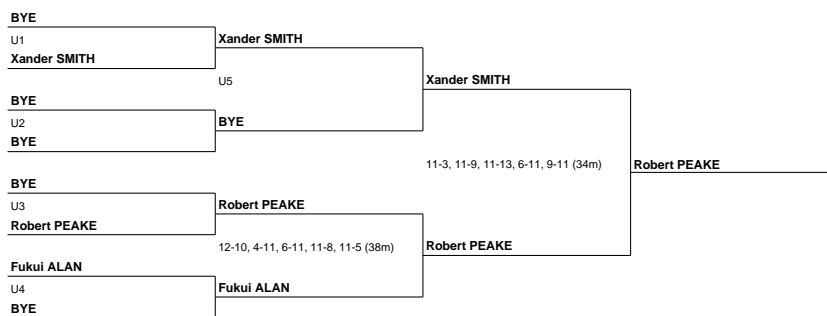 BYE
U1
Xander SMITH
Xander SMITH
U5
BYE
U2
BYE
BYE
Xander SMITH
BYE
U3
Robert PEAKE
Robert PEAKE
12-10, 4-11, 6-11, 11-8, 11-5 (38m)
Fukui ALAN
U4
BYE
Fukui ALAN
Robert PEAKE
11-3, 11-9, 11-13, 6-11, 9-11 (34m)
Robert PEAKE